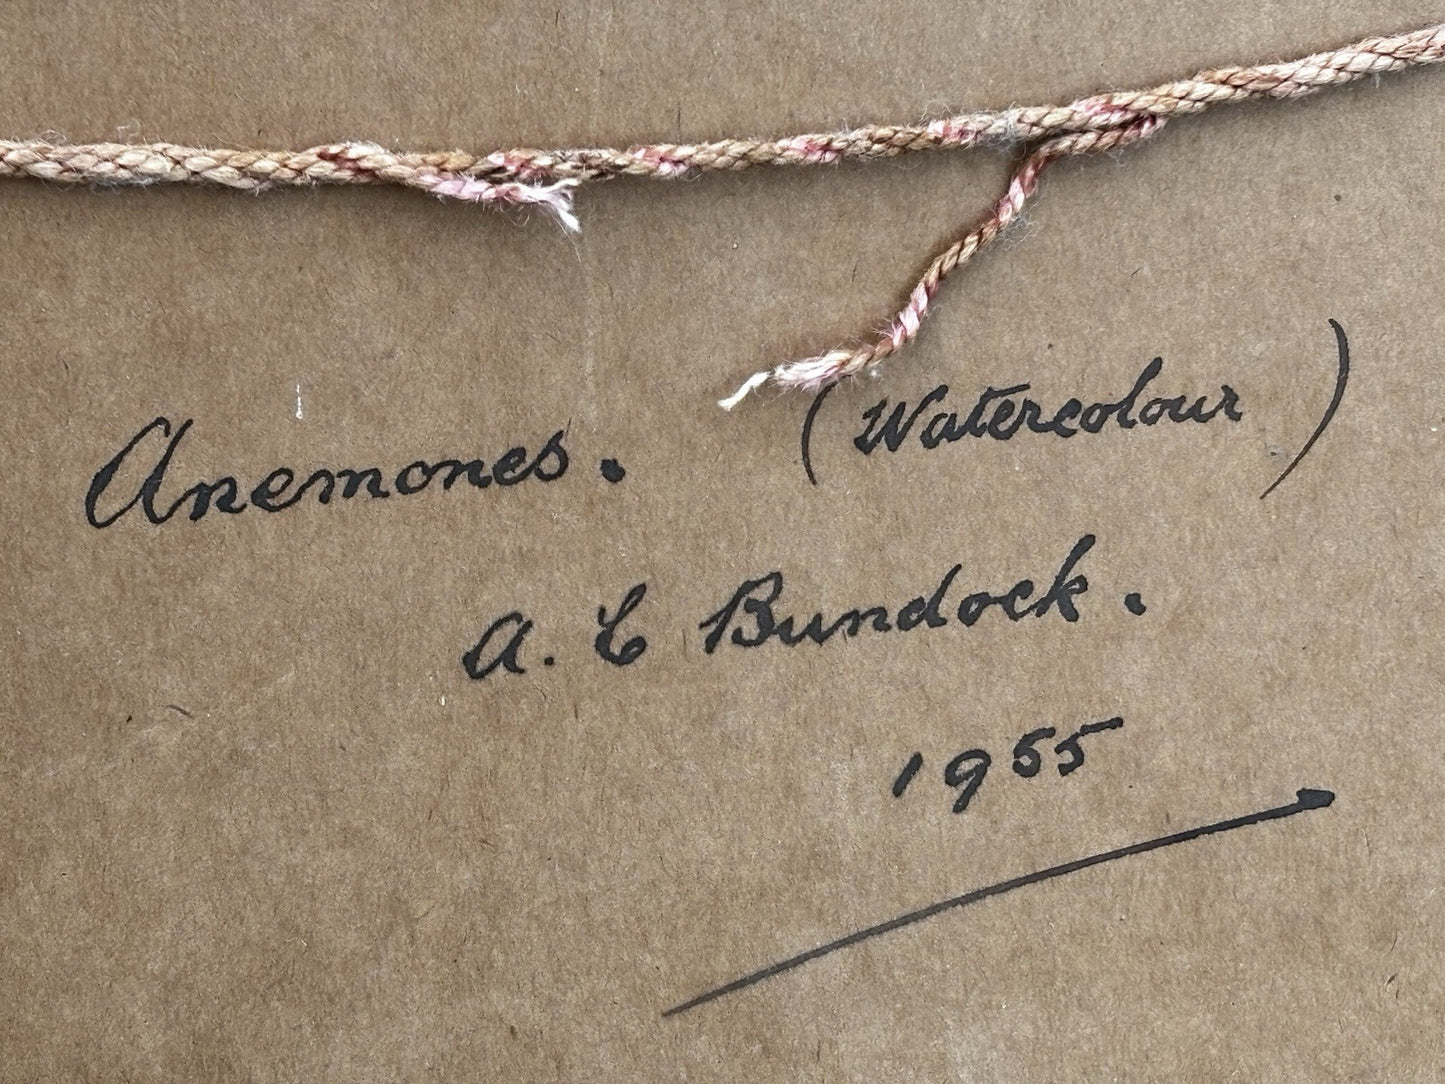 Anemones. (Watercolour)
A. C Bundock.
1955